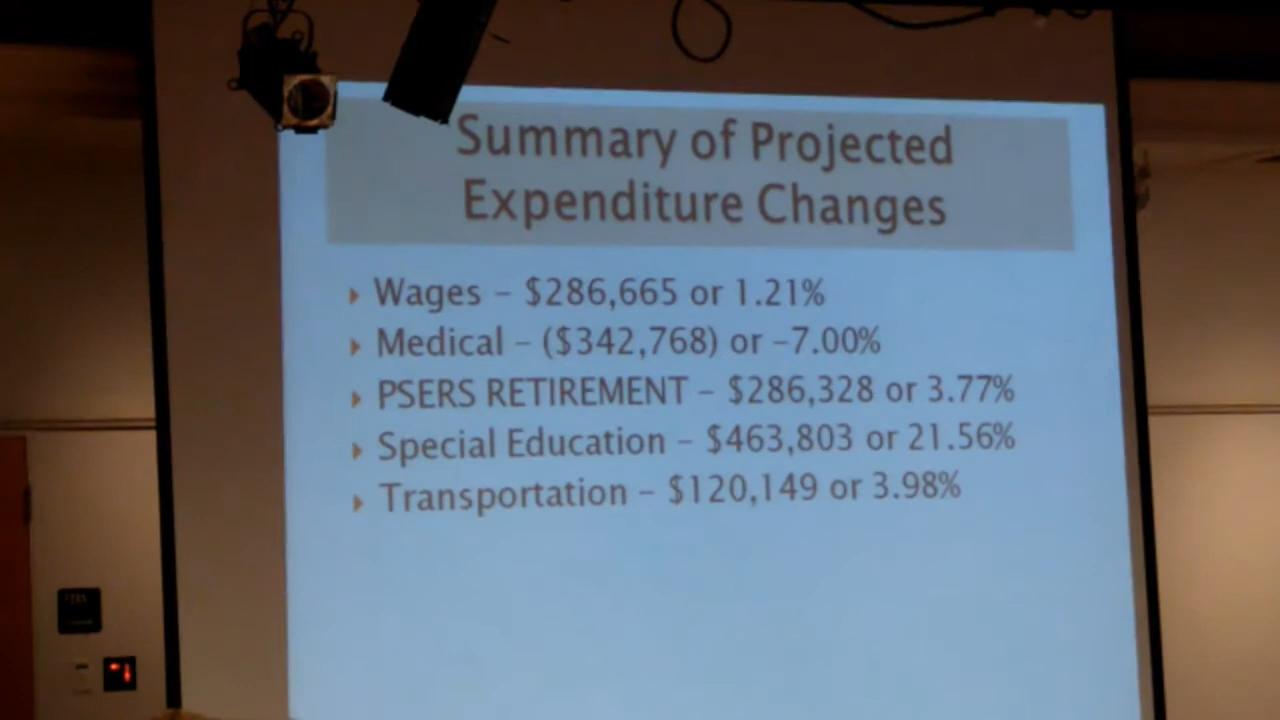 Summary of Projected
Expenditure Changes
Wages – $286,665 or 1.21%
Medical – ($342,768) or -7.00%
PSERS RETIREMENT – $286,328 or 3.77%
Special Education – $463,803 or 21.56%
Transportation – $120,149 or 3.98%